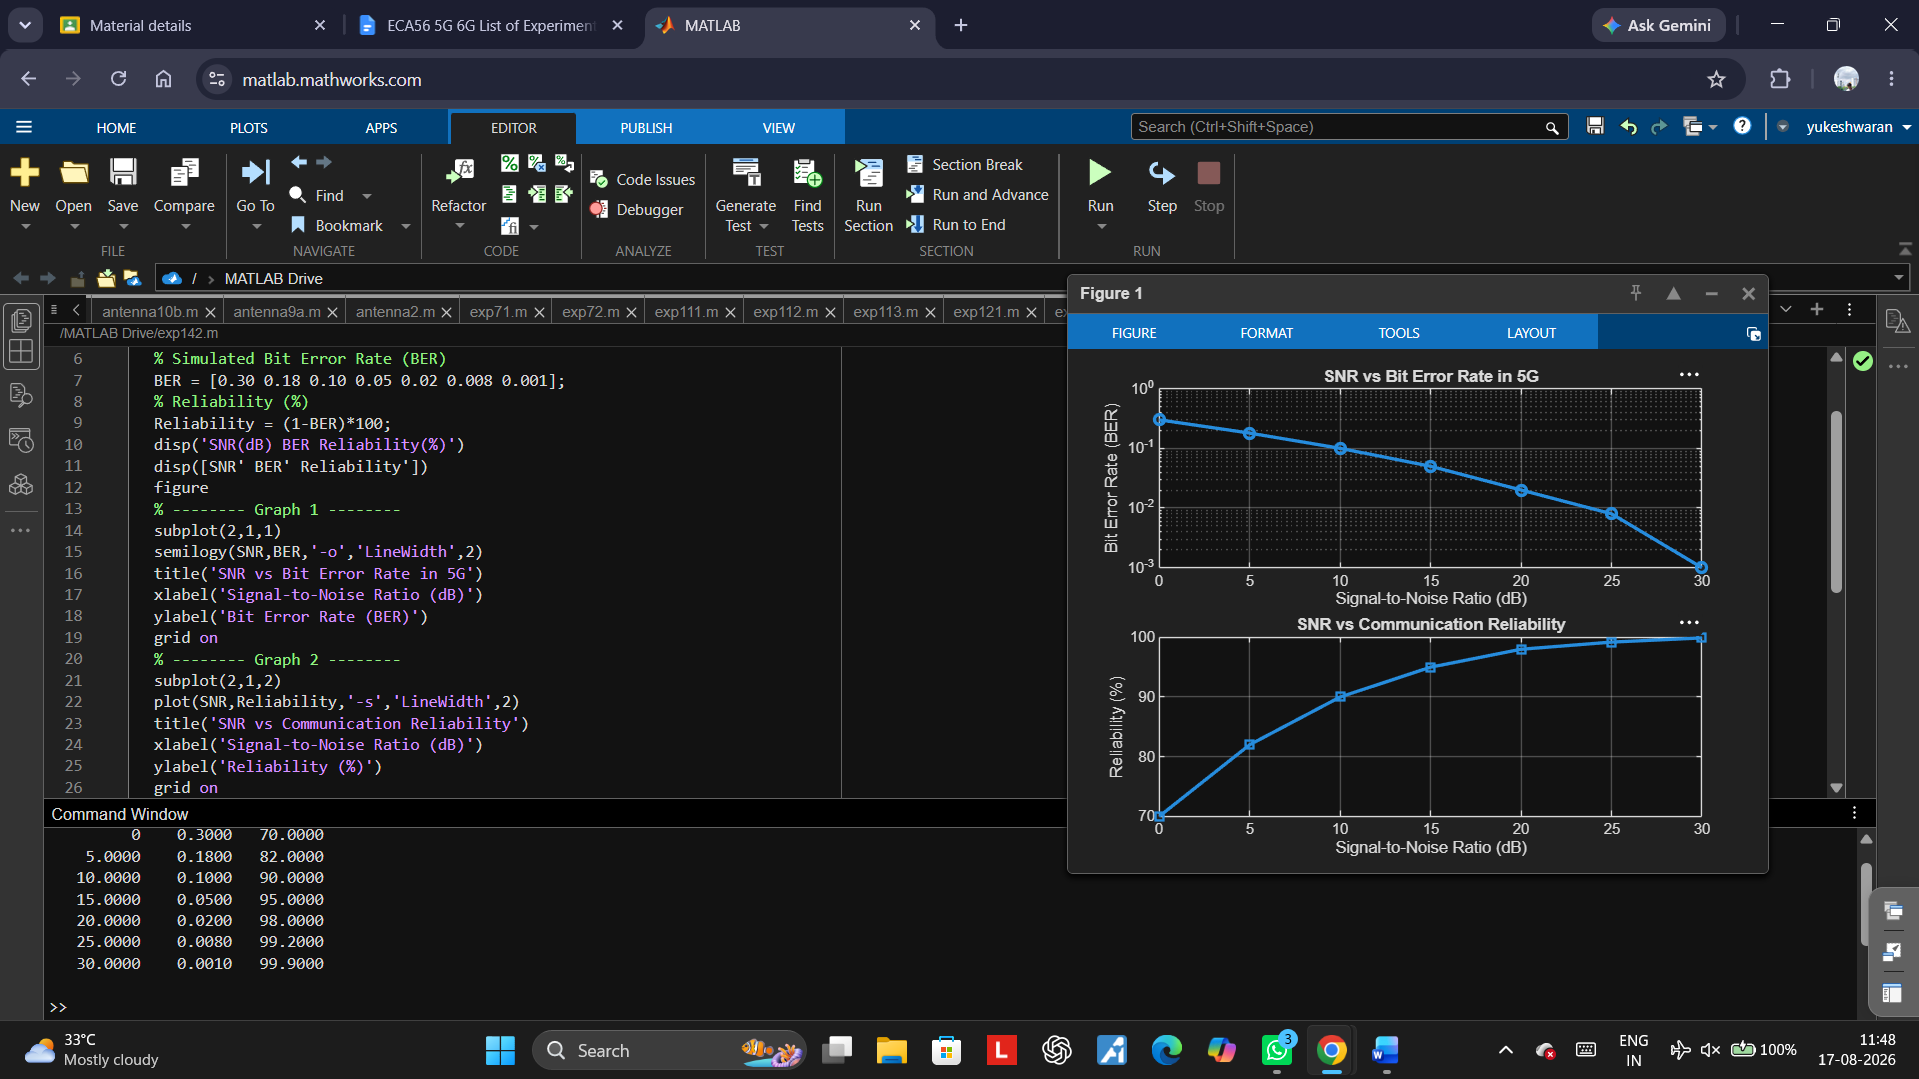 Material details
ECA56 5G 6G List of Experiment
MATLAB
Ask Gemini
matlab.mathworks.com
HOME
PLOTS
APPS
EDITOR
PUBLISH
VIEW
Search (Ctrl+Shift+Space)
yukeshwaran
New
Open
Save
Compare
Go To
Find
Bookmark
Refactor
Code Issues
Debugger
Generate Test
Find Tests
Run Section
Section Break
Run and Advance
Run to End
Run
Step
Stop
FILE
NAVIGATE
CODE
ANALYZE
TEST
SECTION
RUN
/ › MATLAB Drive
antenna10b.m
antenna9a.m
antenna2.m
exp71.m
exp72.m
exp111.m
exp112.m
exp113.m
exp121.m
/MATLAB Drive/exp142.m
6 % Simulated Bit Error Rate (BER)
7 BER = [0.30 0.18 0.10 0.05 0.02 0.008 0.001];
8 % Reliability (%)
9 Reliability = (1-BER)*100;
10 disp('SNR(dB) BER Reliability(%)')
11 disp([SNR' BER' Reliability'])
12 figure
13 % -------- Graph 1 --------
14 subplot(2,1,1)
15 semilogy(SNR,BER,'-o','LineWidth',2)
16 title('SNR vs Bit Error Rate in 5G')
17 xlabel('Signal-to-Noise Ratio (dB)')
18 ylabel('Bit Error Rate (BER)')
19 grid on
20 % -------- Graph 2 --------
21 subplot(2,1,2)
22 plot(SNR,Reliability,'-s','LineWidth',2)
23 title('SNR vs Communication Reliability')
24 xlabel('Signal-to-Noise Ratio (dB)')
25 ylabel('Reliability (%)')
26 grid on
Command Window
0 0.3000 70.0000
5.0000 0.1800 82.0000
10.0000 0.1000 90.0000
15.0000 0.0500 95.0000
20.0000 0.0200 98.0000
25.0000 0.0080 99.2000
30.0000 0.0010 99.9000
>>
Figure 1
FIGURE
FORMAT
TOOLS
LAYOUT
SNR vs Bit Error Rate in 5G
Bit Error Rate (BER)
10^0
10^-1
10^-2
10^-3
0 5 10 15 20 25 30
Signal-to-Noise Ratio (dB)
SNR vs Communication Reliability
Reliability (%)
100
90
80
70
0 5 10 15 20 25 30
Signal-to-Noise Ratio (dB)
33°C
Mostly cloudy
Search
3
ENG
IN
100%
11:48
17-08-2026